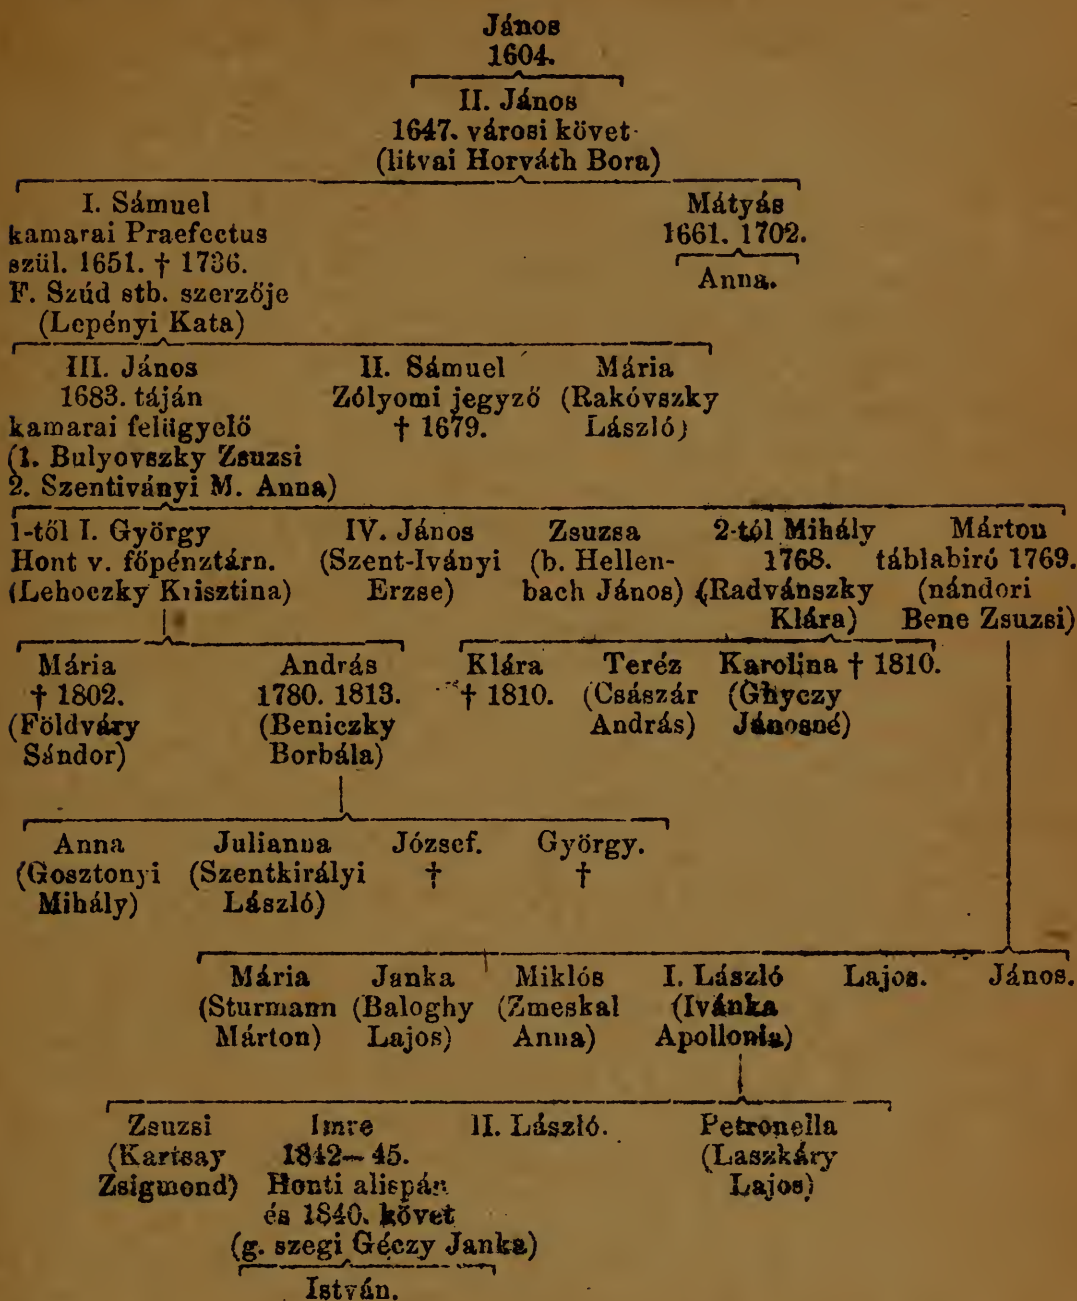 János
1604.
II. János
1647. városi követ
(litvai Horváth Bora)
I. Sámuel Mátyás
kamarai Praefectus 1661. 1702.
szül. 1651. † 1736. Anna.
F. Szúd stb. szerzője
(Lepényi Kata)
III. János II. Sámuel Mária
1683. táján Zólyomi jegyző (Rakóvszky
kamarai felügyelő † 1679. László)
(1. Bulyovszky Zsuzsi
2. Szentiványi M. Anna)
1-től I. György IV. János Zsuzsa 2-tól Mihály Márton
Hont v. főpénztárn. (Szent-Iványi (b. Hellen- 1768. táblabiró 1769.
(Lehoczky Krisztina) Erzse) bach János) (Radvánszky (nándori
Klára) Bene Zsuzsi)
Mária András Klára Teréz Karolina † 1810.
† 1802. 1780. 1813. † 1810. (Császár (Ghyczy
(Földváry (Beniczky András) Jánosné)
Sándor) Borbála)
Anna Julianna József. György.
(Gosztonyi (Szentkirályi † †
Mihály) László)
Mária Janka Miklós I. László Lajos. János.
(Sturmann (Baloghy (Zmeskal (Ivánka
Márton) Lajos) Anna) Apollonia)
Zsuzsi Imre II. László. Petronella
(Kartsay 1842—45. (Laszkáry
Zsigmond) Honti alispán Lajos)
és 1840. követ
(g. szegi Géczy Janka)
István.